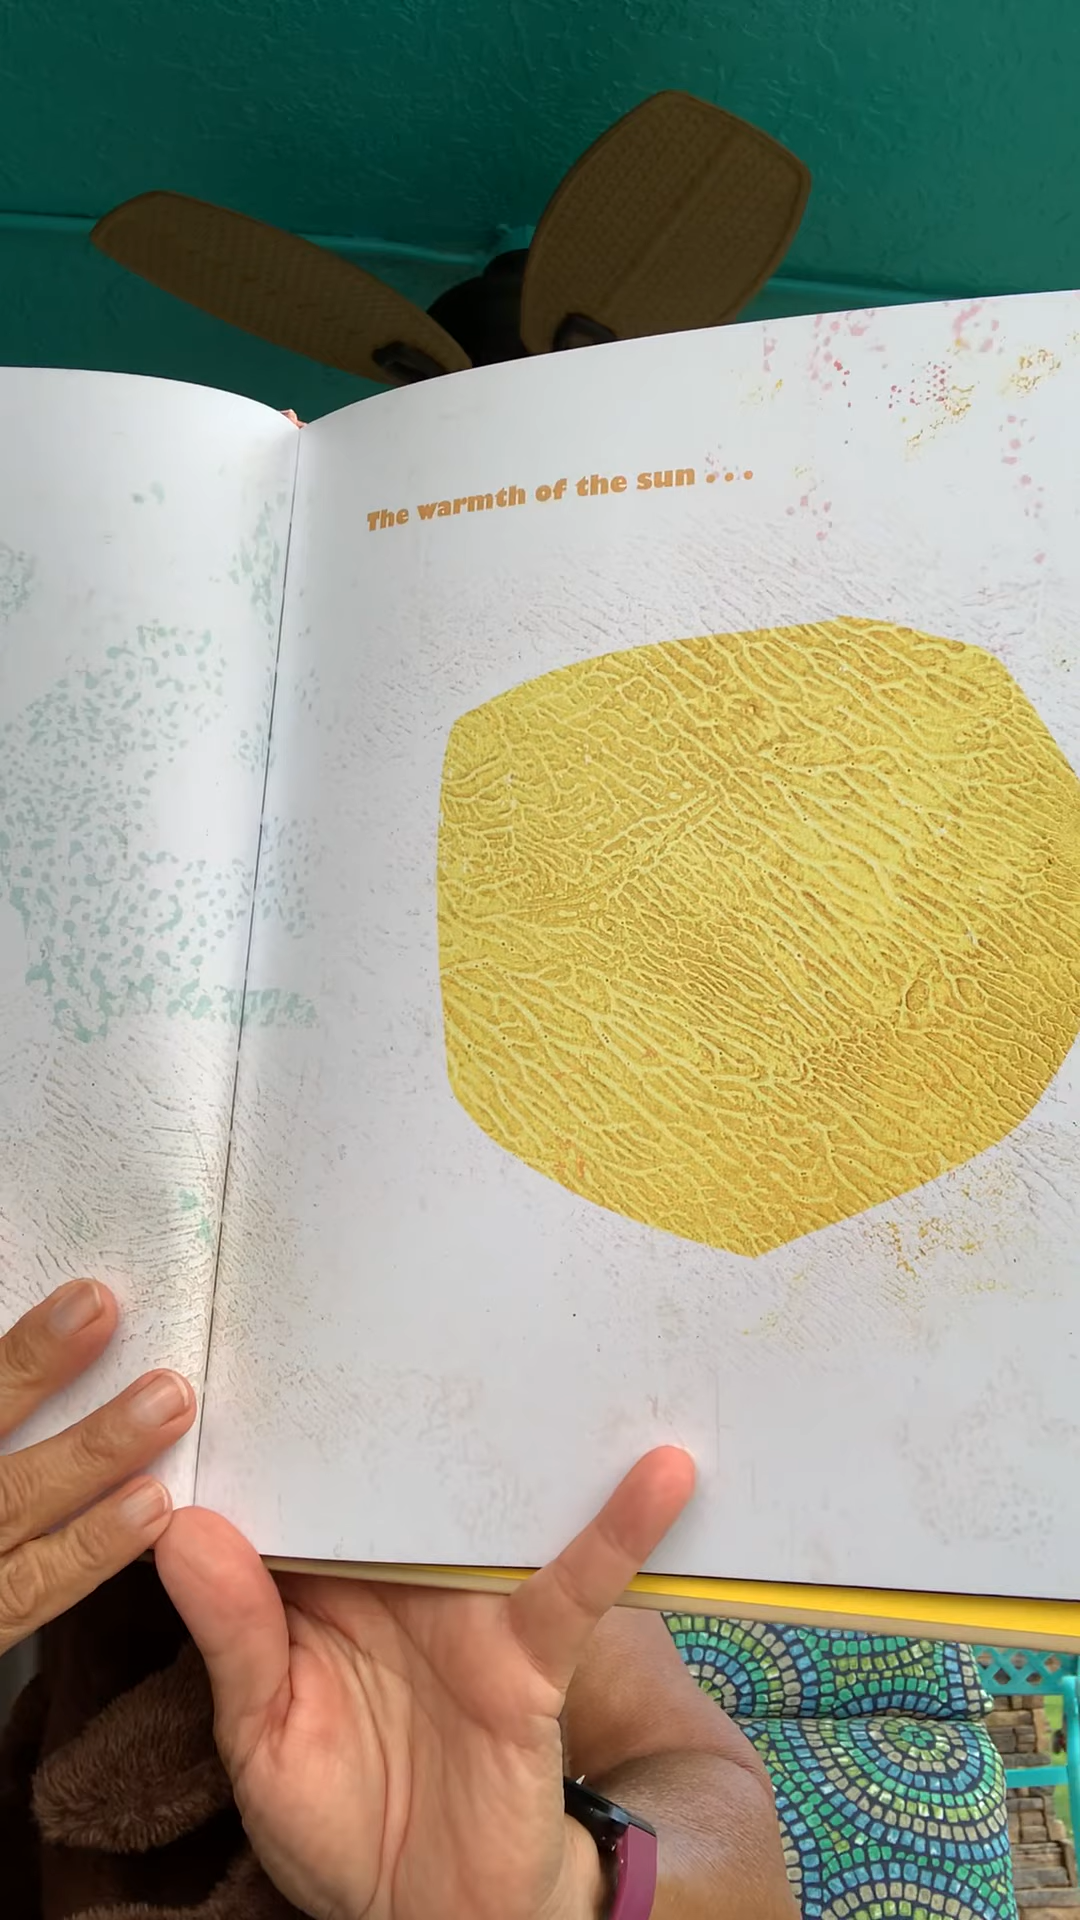 The warmth of the sun . . .